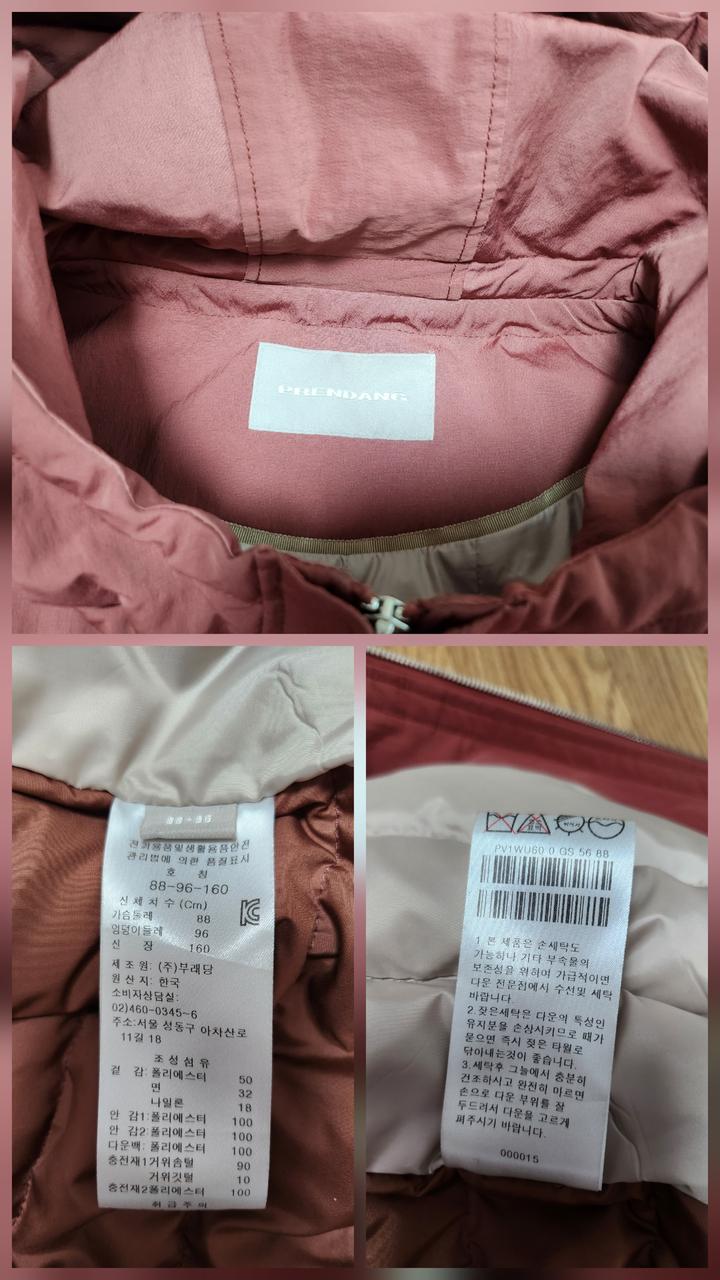 PRENDANG
88-96
전기용품및생활용품안전
관리법에 의한 품질표시
호 칭
88-96-160
신체치수(Cm)
가슴둘레 88
엉덩이둘레 96
신 장 160
제조원: (주)부래당
원산지: 한국
소비자상담실:
02)460-0345~6
주소:서울 성동구 아차산로
11길 18
조성섬유
겉 감:폴리에스터 50
면 32
나일론 18
안 감1:폴리에스터 100
안 감2:폴리에스터 100
다운백: 폴리에스터 100
충전재1거위솜털 90
거위깃털 10
충전재2폴리에스터 100
취급주의
PV1WU60 0 GS 56 88
1.본 제품은 손세탁도
가능하나 기타 부속물의
보존성을 위하여 가급적이면
다운 전문점에서 수선및 세탁
바랍니다.
2.잦은세탁은 다운의 특성인
유지분을 손상시키므로 때가
묻으면 즉시 젖은 타월로
닦아내는것이 좋습니다.
3.세탁후 그늘에서 충분히
건조하시고 완전히 마르면
손으로 다운 부위를 잘
두드려서 다운을 고르게
펴주시기 바랍니다.
000015